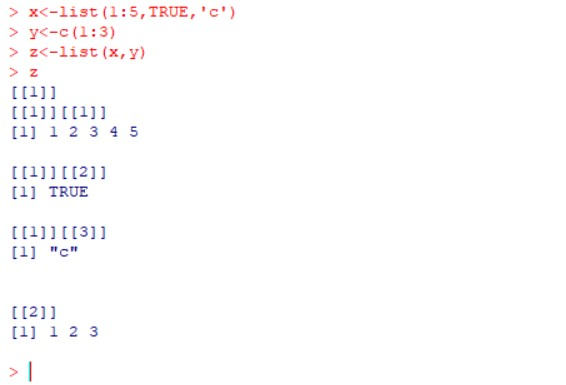 > x<-list(1:5,TRUE,'c')
> y<-c(1:3)
> z<-list(x,y)
> z
[[1]]
[[1]][[1]]
[1] 1 2 3 4 5
[[1]][[2]]
[1] TRUE
[[1]][[3]]
[1] "c"
[[2]]
[1] 1 2 3
>